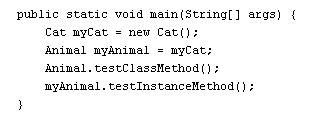 public static void main(String[] args) {
    Cat myCat = new Cat();
    Animal myAnimal = myCat;
    Animal.testClassMethod();
    myAnimal.testInstanceMethod();
}